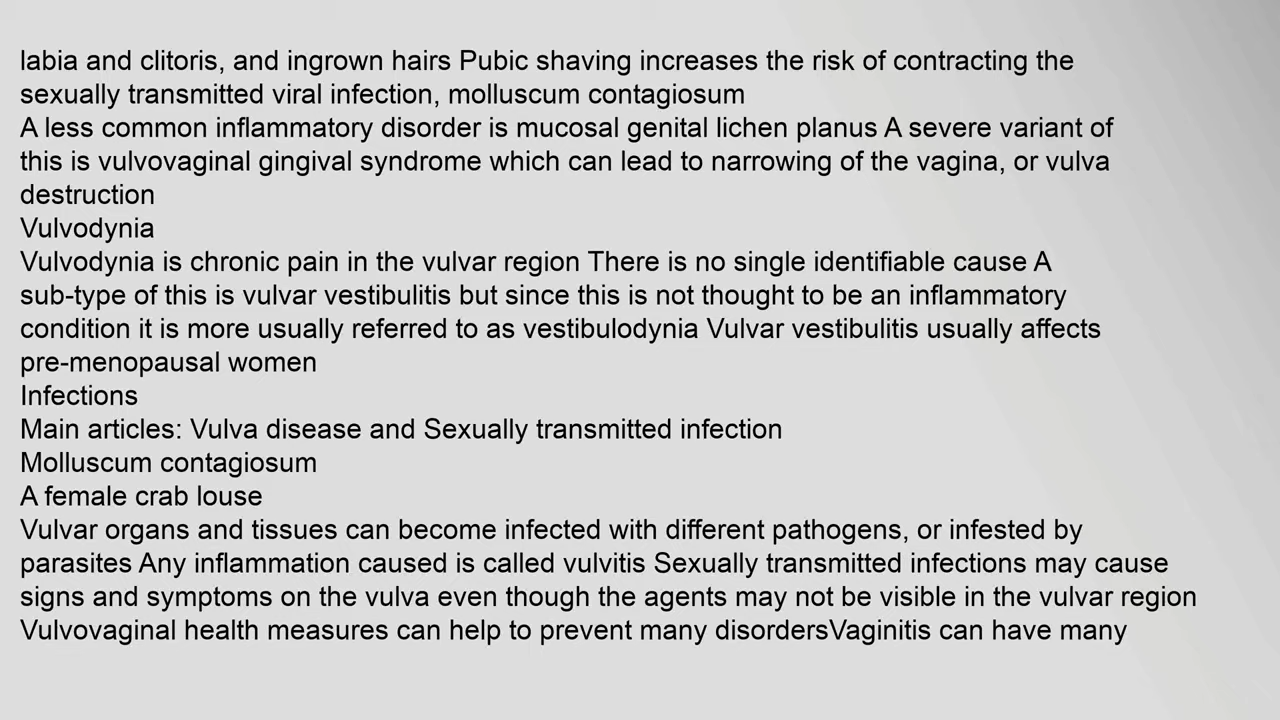 labia and clitoris, and ingrown hairs Pubic shaving increases the risk of contracting the
sexually transmitted viral infection, molluscum contagiosum
A less common inflammatory disorder is mucosal genital lichen planus A severe variant of
this is vulvovaginal gingival syndrome which can lead to narrowing of the vagina, or vulva
destruction
Vulvodynia
Vulvodynia is chronic pain in the vulvar region There is no single identifiable cause A
sub-type of this is vulvar vestibulitis but since this is not thought to be an inflammatory
condition it is more usually referred to as vestibulodynia Vulvar vestibulitis usually affects
pre-menopausal women
Infections
Main articles: Vulva disease and Sexually transmitted infection
Molluscum contagiosum
A female crab louse
Vulvar organs and tissues can become infected with different pathogens, or infested by
parasites Any inflammation caused is called vulvitis Sexually transmitted infections may cause
signs and symptoms on the vulva even though the agents may not be visible in the vulvar region
Vulvovaginal health measures can help to prevent many disordersVaginitis can have many